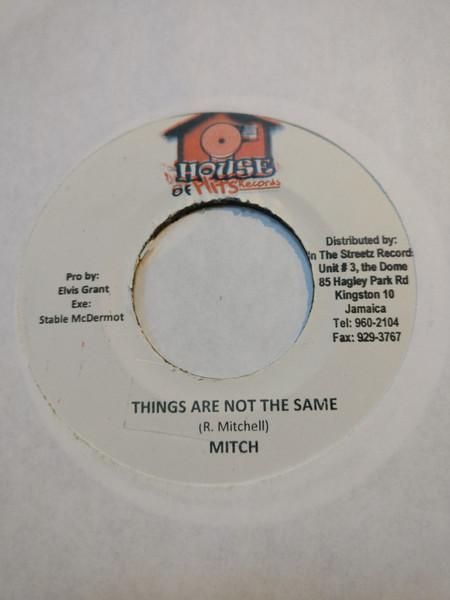 HOUSE
OF Hits Records
Pro by:
Elvis Grant
Exe:
Stable McDermot
Distributed by:
In The Streetz Records
Unit # 3, the Dome
85 Hagley Park Rd
Kingston 10
Jamaica
Tel: 960-2104
Fax: 929-3767
THINGS ARE NOT THE SAME
(R. Mitchell)
MITCH